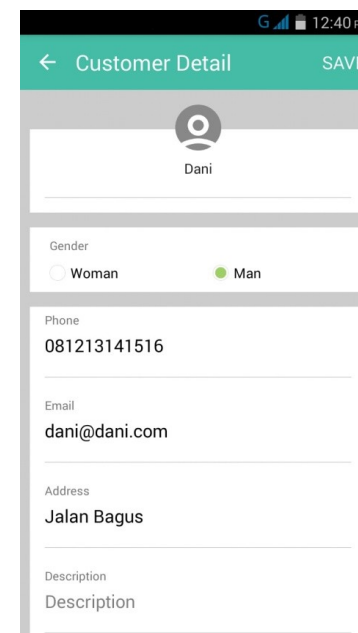 G 12:40 P
Customer Detail SAVE
Dani
Gender
Woman Man
Phone
081213141516
Email
dani@dani.com
Address
Jalan Bagus
Description
Description